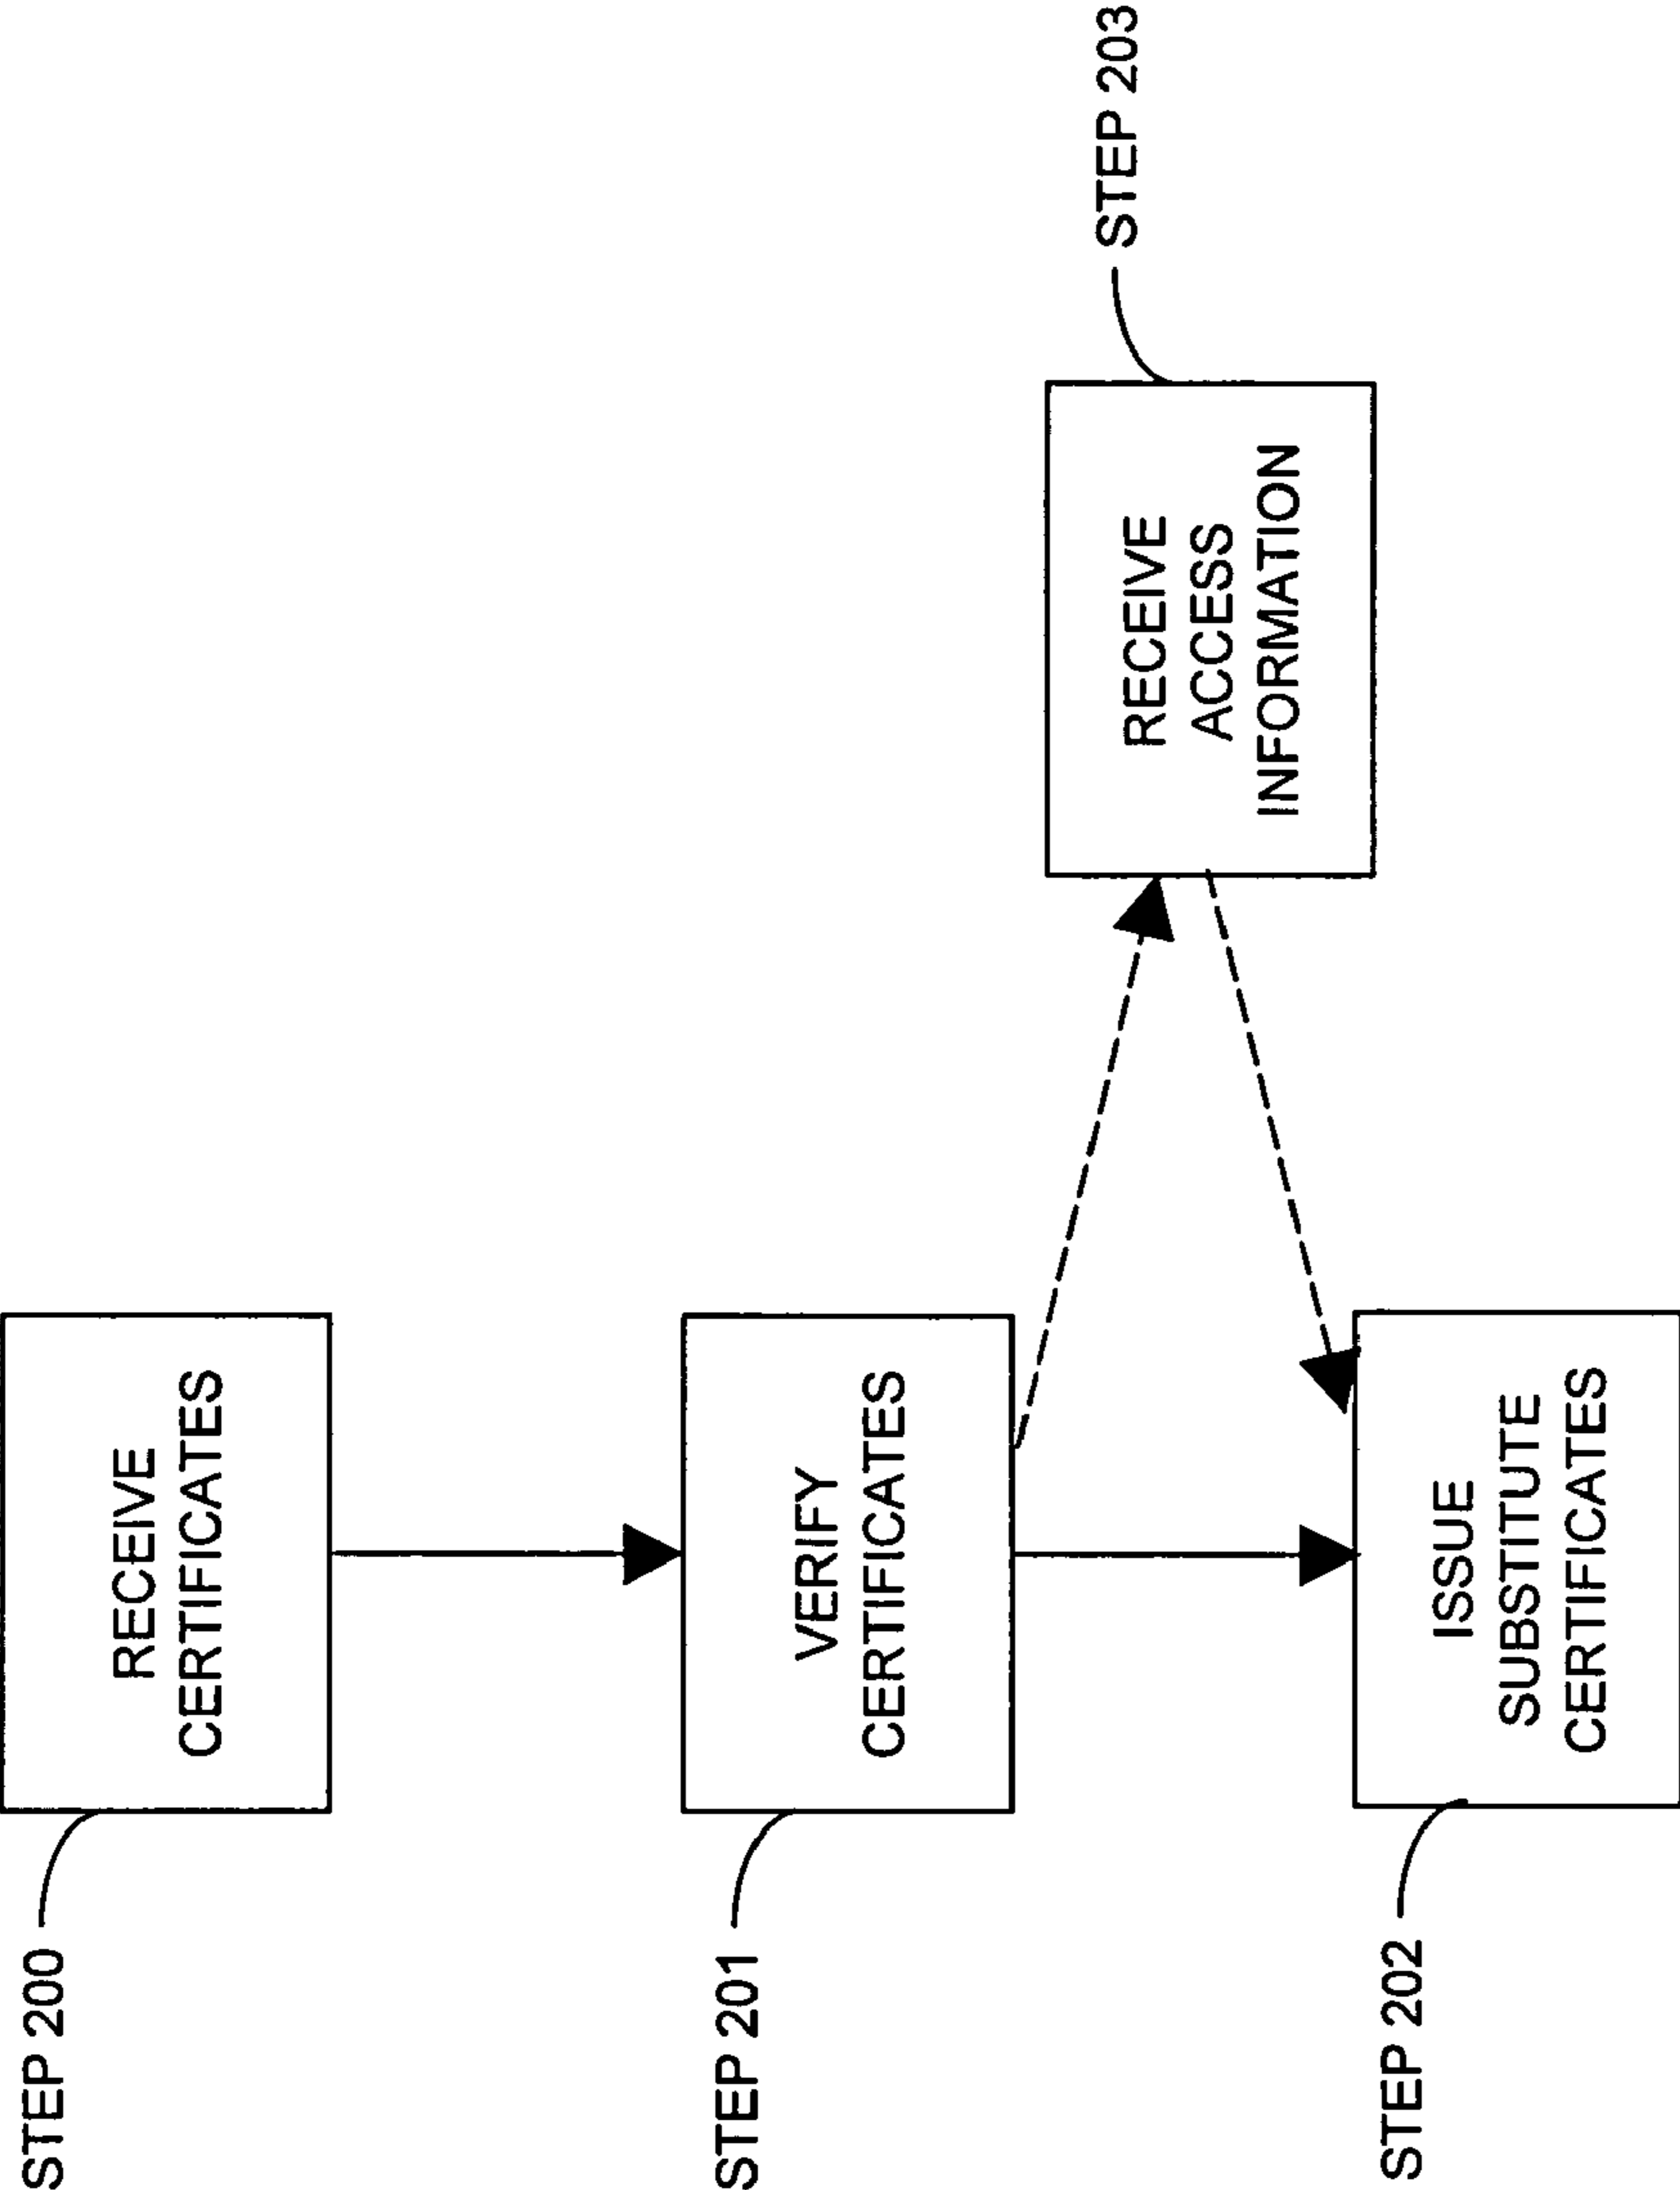 STEP 200
RECEIVE
CERTIFICATES
STEP 201
VERIFY
CERTIFICATES
STEP 203
RECEIVE
ACCESS
INFORMATION
STEP 202
ISSUE
SUBSTITUTE
CERTIFICATES